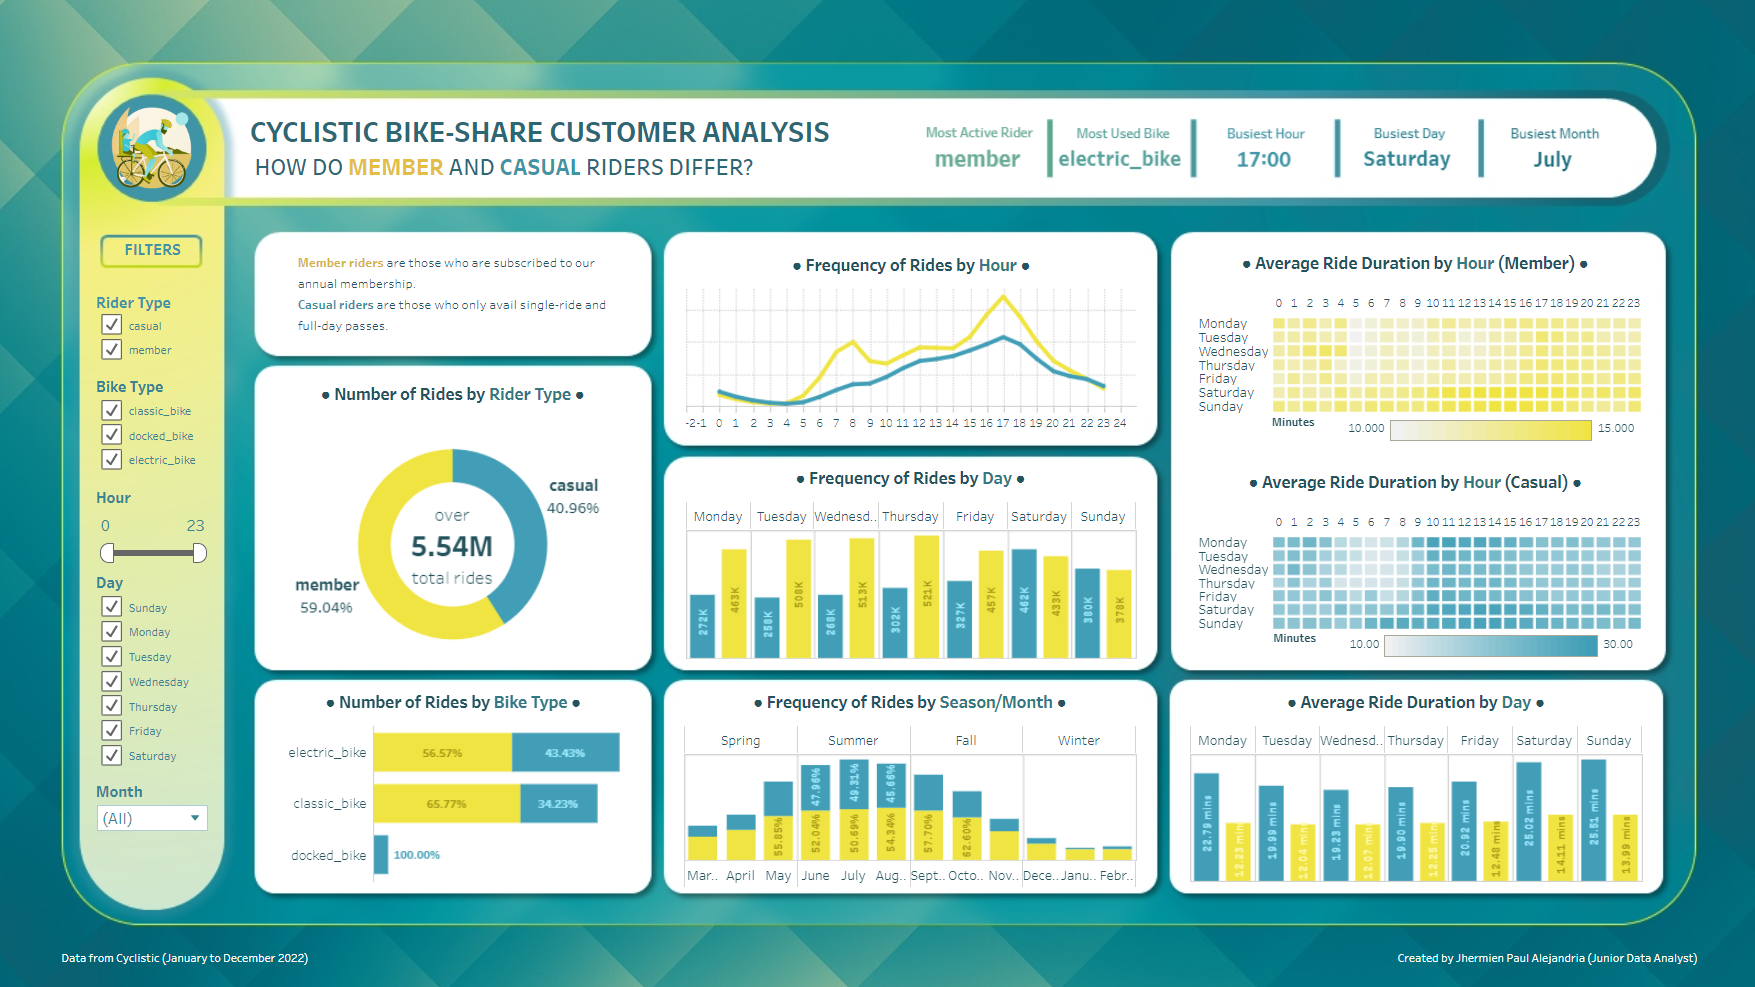 CYCLISTIC BIKE-SHARE CUSTOMER ANALYSIS
HOW DO MEMBER AND CASUAL RIDERS DIFFER?
Most Active Rider
member
Most Used Bike
electric_bike
Busiest Hour
17:00
Busiest Day
Saturday
Busiest Month
July
FILTERS
Rider Type
casual
member
Bike Type
classic_bike
docked_bike
electric_bike
Hour
0 23
Day
Sunday
Monday
Tuesday
Wednesday
Thursday
Friday
Saturday
Month
(All)
Member riders are those who are subscribed to our
annual membership.
Casual riders are those who only avail single-ride and
full-day passes.
● Number of Rides by Rider Type ●
casual
40.96%
over
5.54M
total rides
member
59.04%
● Number of Rides by Bike Type ●
electric_bike 56.57% 43.43%
classic_bike 65.77% 34.23%
docked_bike 100.00%
● Frequency of Rides by Hour ●
-2 -1 0 1 2 3 4 5 6 7 8 9 10 11 12 13 14 15 16 17 18 19 20 21 22 23 24
● Frequency of Rides by Day ●
Monday Tuesday Wednesd.. Thursday Friday Saturday Sunday
272K 463K 258K 508K 268K 513K 302K 521K 327K 457K 462K 433K 380K 378K
● Frequency of Rides by Season/Month ●
Spring Summer Fall Winter
47.96% 49.31% 45.66%
55.85% 52.04% 50.69% 54.34% 57.70% 62.60%
Mar.. April May June July Aug.. Sept.. Octo.. Nov.. Dece.. Janu.. Febr..
● Average Ride Duration by Hour (Member) ●
0 1 2 3 4 5 6 7 8 9 10 11 12 13 14 15 16 17 18 19 20 21 22 23
Monday
Tuesday
Wednesday
Thursday
Friday
Saturday
Sunday
Minutes 10.000 15.000
● Average Ride Duration by Hour (Casual) ●
0 1 2 3 4 5 6 7 8 9 10 11 12 13 14 15 16 17 18 19 20 21 22 23
Monday
Tuesday
Wednesday
Thursday
Friday
Saturday
Sunday
Minutes 10.00 30.00
● Average Ride Duration by Day ●
Monday Tuesday Wednesd.. Thursday Friday Saturday Sunday
22.79 mins 12.23 mins 19.99 mins 12.04 mins 19.23 mins 12.07 mins 19.90 mins 12.25 mins 20.92 mins 12.48 mins 25.02 mins 14.11 mins 25.51 mins 13.99 mins
Data from Cyclistic (January to December 2022)
Created by Jhermien Paul Alejandria (Junior Data Analyst)